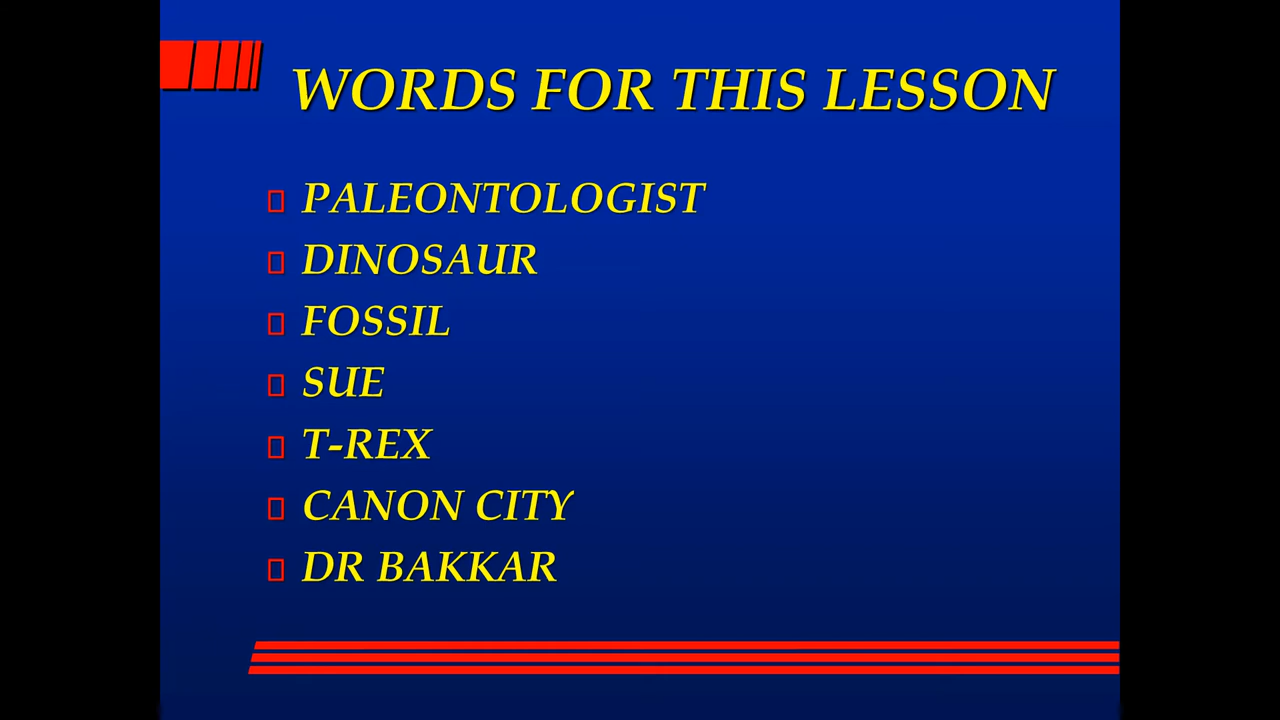 WORDS FOR THIS LESSON
PALEONTOLOGIST
DINOSAUR
FOSSIL
SUE
T-REX
CANON CITY
DR BAKKAR